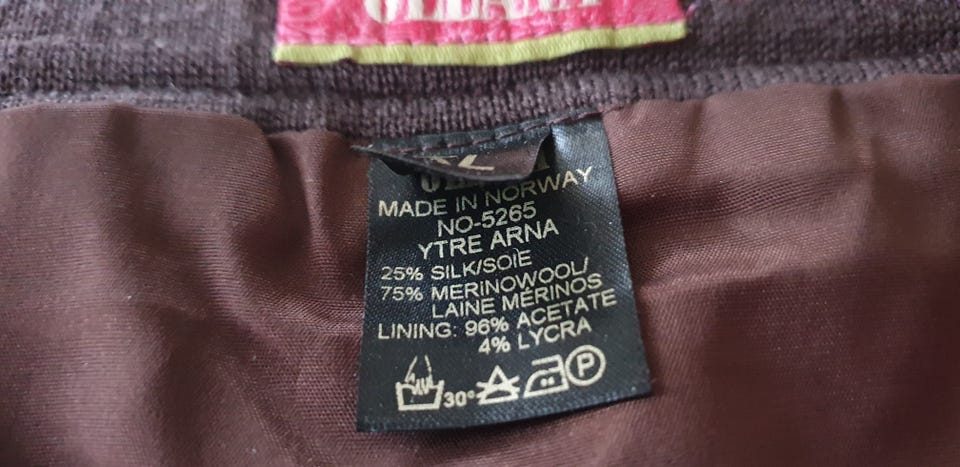 MADE IN NORWAY
NO-5265
YTRE ARNA
25% SILK/SOIE
75% MERINOWOOL/
LAINE MÉRINOS
LINING: 96% ACETATE
4% LYCRA
30° P